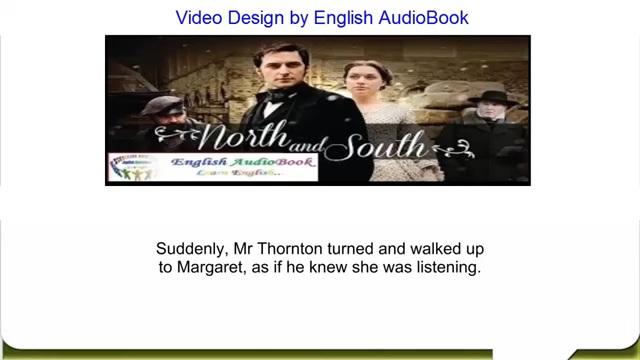 Video Design by English AudioBook
North and South
English AudioBook
Learn English...
Suddenly, Mr Thornton turned and walked up
to Margaret, as if he knew she was listening.